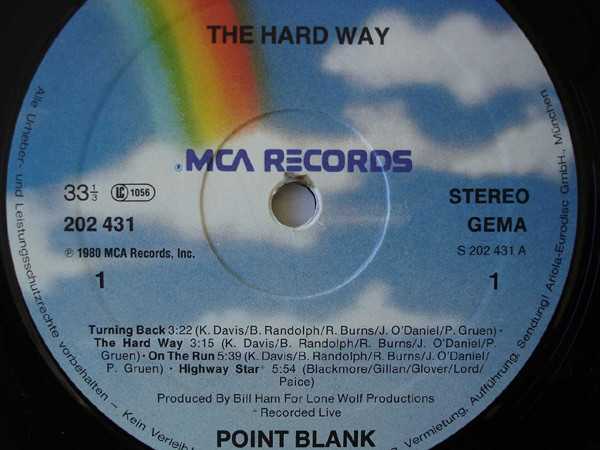 THE HARD WAY
® MCA RECORDS
33⅓ LC 1056 STEREO
202 431 GEMA
℗ 1980 MCA Records, Inc. S 202 431 A
1 1
Turning Back 3:22 (K. Davis/B. Randolph/R. Burns/J. O'Daniel/P. Gruen) •
The Hard Way 3:15 (K. Davis/B. Randolph/R. Burns/J. O'Daniel/P.
Gruen) • On The Run 5:39 (K. Davis/B. Randolph/R. Burns/J. O'Daniel/
P. Gruen) • Highway Star+ 5:54 (Blackmore/Gillan/Glover/Lord/
Paice)
Produced By Bill Ham For Lone Wolf Productions
+Recorded Live
POINT BLANK
Alle Urheber- und Leistungsschutzrechte vorbehalten – Kein Verleih
Vermietung, Aufführung, Sendung! Ariola-Eurodisc GmbH., München